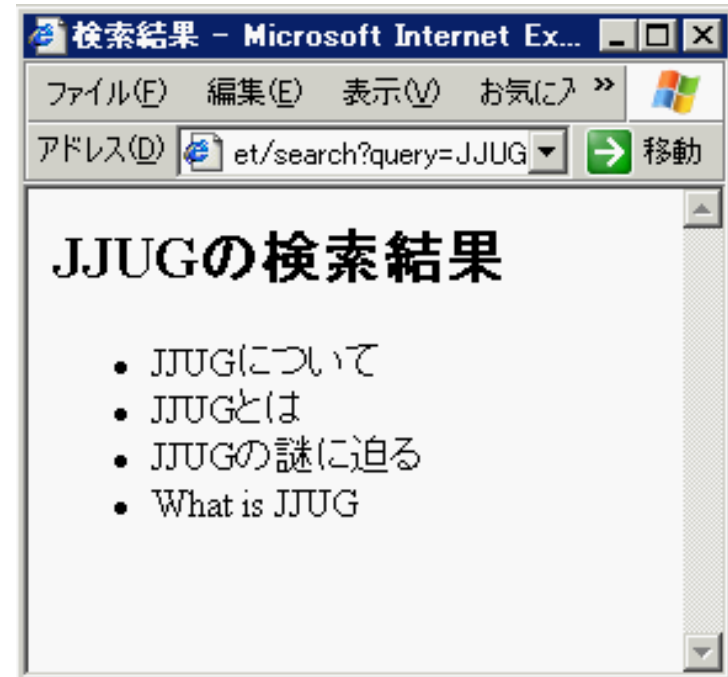 検索結果 - Microsoft Internet Ex...
ファイル(F) 編集(E) 表示(V) お気に入 »
アドレス(D) et/search?query=JJUG 移動
JJUGの検索結果
JJUGについて
JJUGとは
JJUGの謎に迫る
What is JJUG